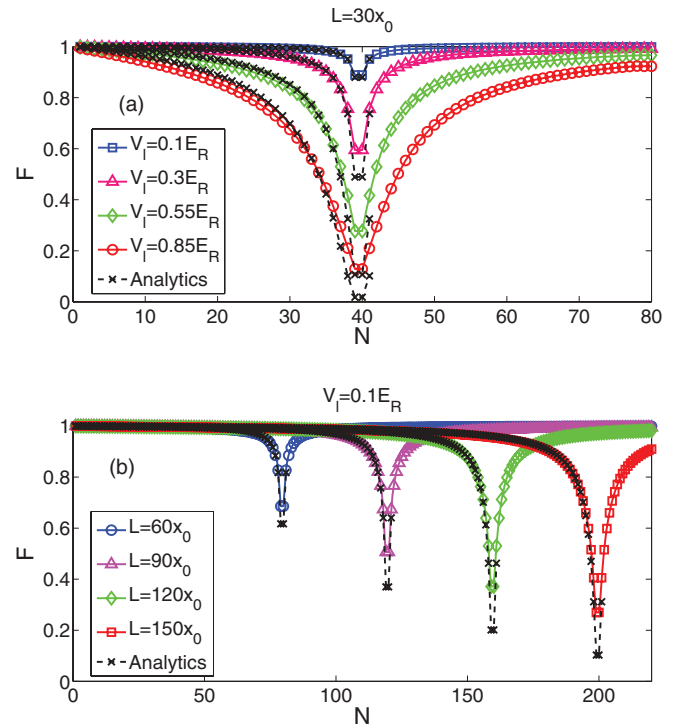 L=30x₀
1
0.8
0.6
0.4
0.2
0
F
(a)
V_I=0.1E_R
V_I=0.3E_R
V_I=0.55E_R
V_I=0.85E_R
Analytics
0 10 20 30 40 50 60 70 80
N
V_I=0.1E_R
1
0.8
0.6
0.4
0.2
0
F
(b)
L=60x₀
L=90x₀
L=120x₀
L=150x₀
Analytics
0 50 100 150 200
N